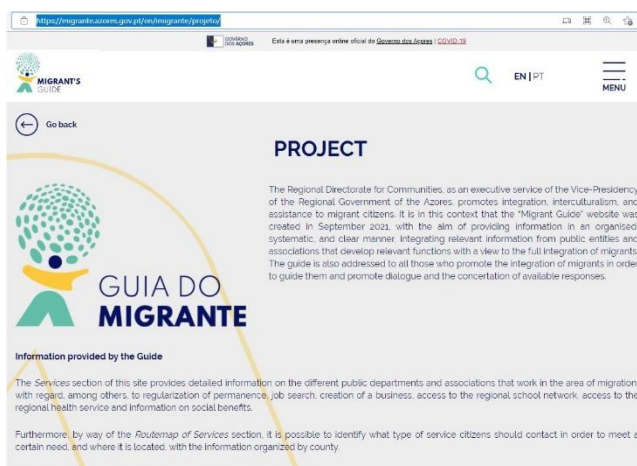 https://migrante.azores.gov.pt/en/imigrante/projeto/
GOVERNO DOS AÇORES
Esta é uma presença online oficial do Governo dos Açores | COVID-19
MIGRANT'S
GUIDE
EN | PT
MENU
Go back
PROJECT
The Regional Directorate for Communities, as an executive service of the Vice-Presidency
of the Regional Government of the Azores, promotes integration, interculturalism, and
assistance to migrant citizens. It is in this context that the "Migrant Guide" website was
created in September 2021, with the aim of providing information in an organised,
systematic, and clear manner, integrating relevant information from public entities and
associations that develop relevant functions with a view to the full integration of migrants.
The guide is also addressed to all those who promote the integration of migrants in order
to guide them and promote dialogue and the concertation of available responses.
GUIA DO
MIGRANTE
Information provided by the Guide
The Services section of this site provides detailed information on the different public departments and associations that work in the area of migration
with regard, among others, to regularization of permanence, job search, creation of a business, access to the regional school network, access to the
regional health service and information on social benefits.
Furthermore, by way of the Routemap of Services section, it is possible to identify what type of service citizens should contact in order to meet a
certain need, and where it is located, with the information organized by county.